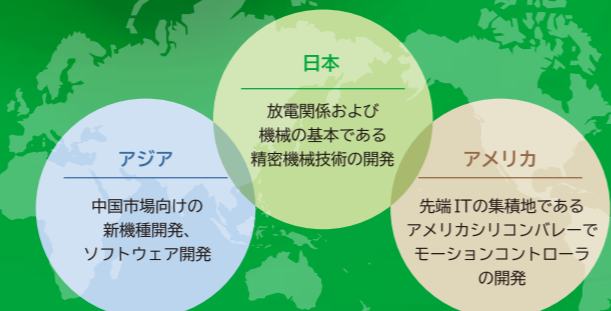 日本
放電関係および
機械の基本である
精密機械技術の開発
アジア
中国市場向けの
新機種開発、
ソフトウェア開発
アメリカ
先端ITの集積地である
アメリカシリコンバレーで
モーションコントローラ
の開発